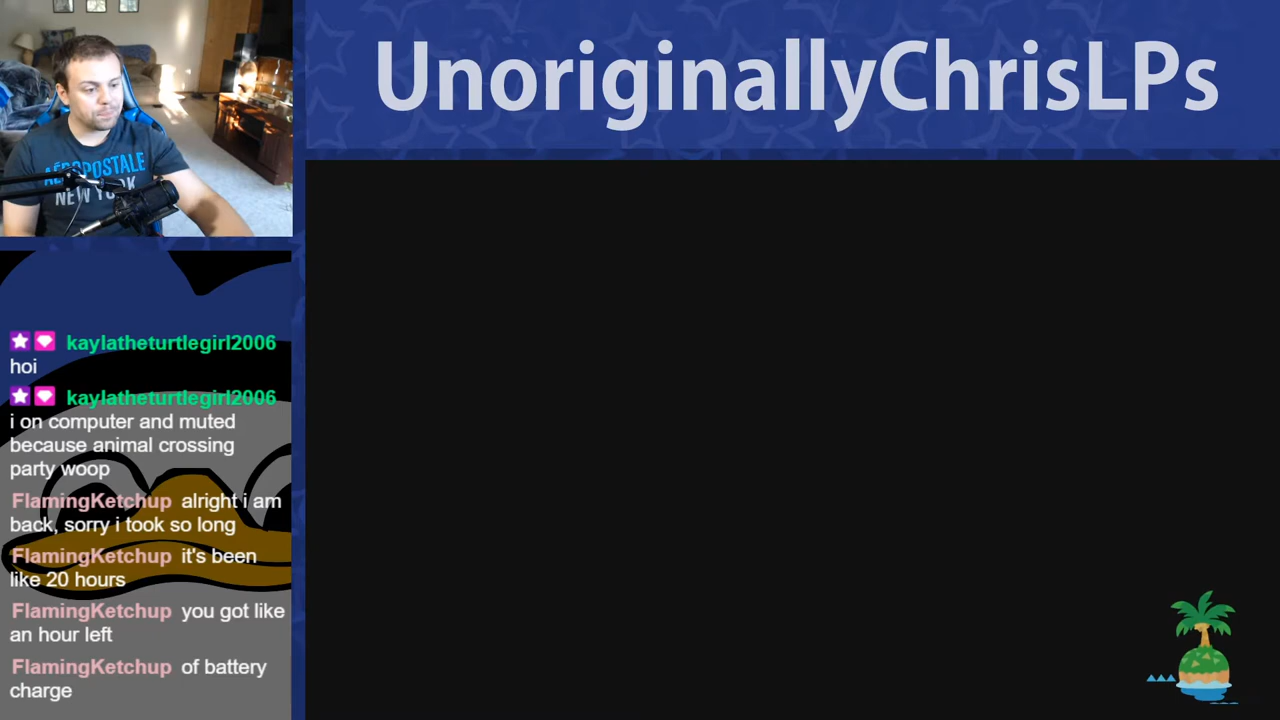 UnoriginallyChrisLPs
AÉROPOSTALE
NEW YORK
kaylatheturtlegirl2006
hoi
kaylatheturtlegirl2006
i on computer and muted
because animal crossing
party woop
FlamingKetchup alright i am
back, sorry i took so long
FlamingKetchup it's been
like 20 hours
FlamingKetchup you got like
an hour left
FlamingKetchup of battery
charge